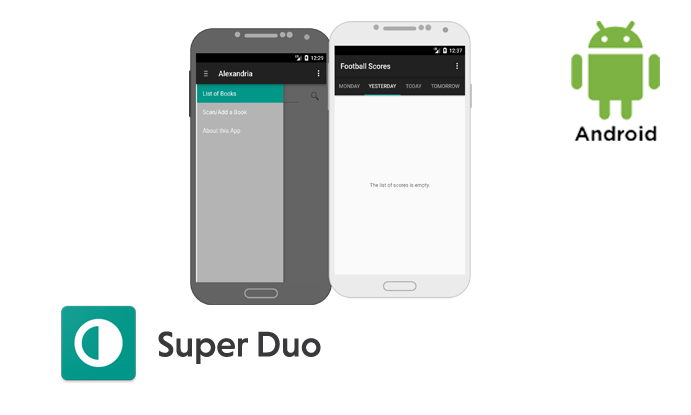 12:29
Alexandria
List of Books
Scan/Add a Book
About this App
12:37
Football Scores
MONDAY YESTERDAY TODAY TOMORROW
The list of scores is empty.
Android
Super Duo